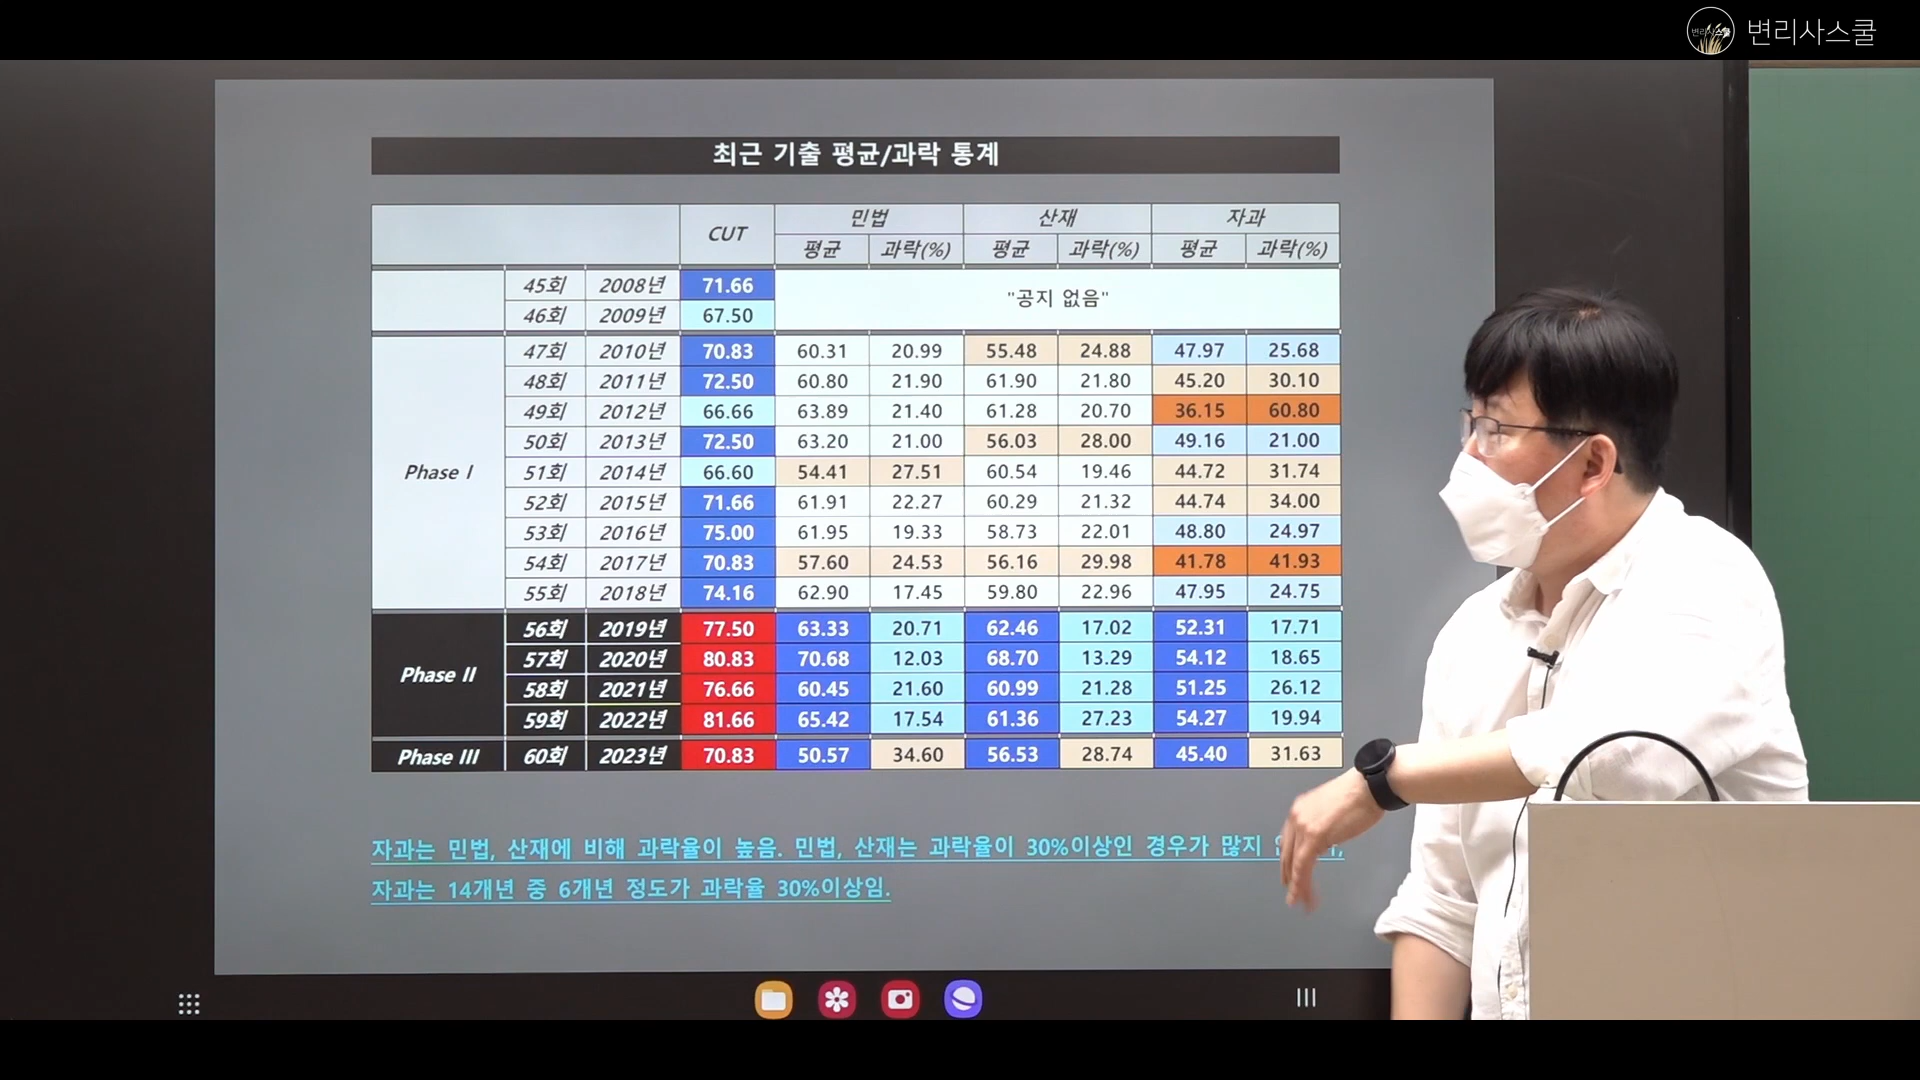 변리사스쿨
변리사스쿨
최근 기출 평균/과락 통계
CUT 민법 산재 자과
평균 과락(%) 평균 과락(%) 평균 과락(%)
45회 2008년 71.66 "공지 없음"
46회 2009년 67.50
Phase I
47회 2010년 70.83 60.31 20.99 55.48 24.88 47.97 25.68
48회 2011년 72.50 60.80 21.90 61.90 21.80 45.20 30.10
49회 2012년 66.66 63.89 21.40 61.28 20.70 36.15 60.80
50회 2013년 72.50 63.20 21.00 56.03 28.00 49.16 21.00
51회 2014년 66.60 54.41 27.51 60.54 19.46 44.72 31.74
52회 2015년 71.66 61.91 22.27 60.29 21.32 44.74 34.00
53회 2016년 75.00 61.95 19.33 58.73 22.01 48.80 24.97
54회 2017년 70.83 57.60 24.53 56.16 29.98 41.78 41.93
55회 2018년 74.16 62.90 17.45 59.80 22.96 47.95 24.75
Phase II
56회 2019년 77.50 63.33 20.71 62.46 17.02 52.31 17.71
57회 2020년 80.83 70.68 12.03 68.70 13.29 54.12 18.65
58회 2021년 76.66 60.45 21.60 60.99 21.28 51.25 26.12
59회 2022년 81.66 65.42 17.54 61.36 27.23 54.27 19.94
Phase III 60회 2023년 70.83 50.57 34.60 56.53 28.74 45.40 31.63
자과는 민법, 산재에 비해 과락율이 높음. 민법, 산재는 과락율이 30%이상인 경우가 많지
자과는 14개년 중 6개년 정도가 과락율 30%이상임.